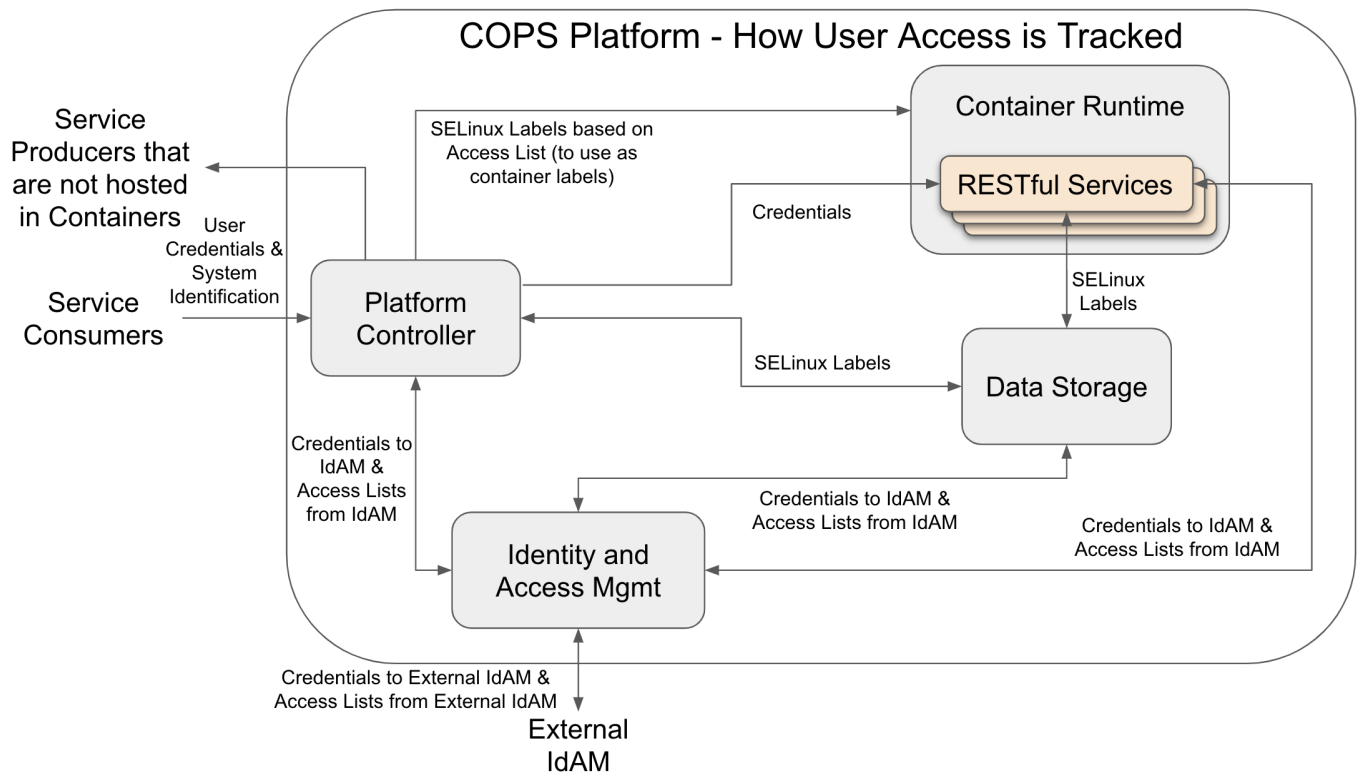 COPS Platform - How User Access is Tracked
Container Runtime
RESTful Services
Service
Producers that
are not hosted
in Containers
SELinux Labels based on
Access List (to use as
container labels)
Credentials
User
Credentials &
System
Identification
Service
Consumers
Platform
Controller
SELinux
Labels
SELinux Labels
Data Storage
Credentials to
IdAM &
Access Lists
from IdAM
Credentials to IdAM &
Access Lists from IdAM
Credentials to IdAM &
Access Lists from IdAM
Identity and
Access Mgmt
Credentials to External IdAM &
Access Lists from External IdAM
External
IdAM